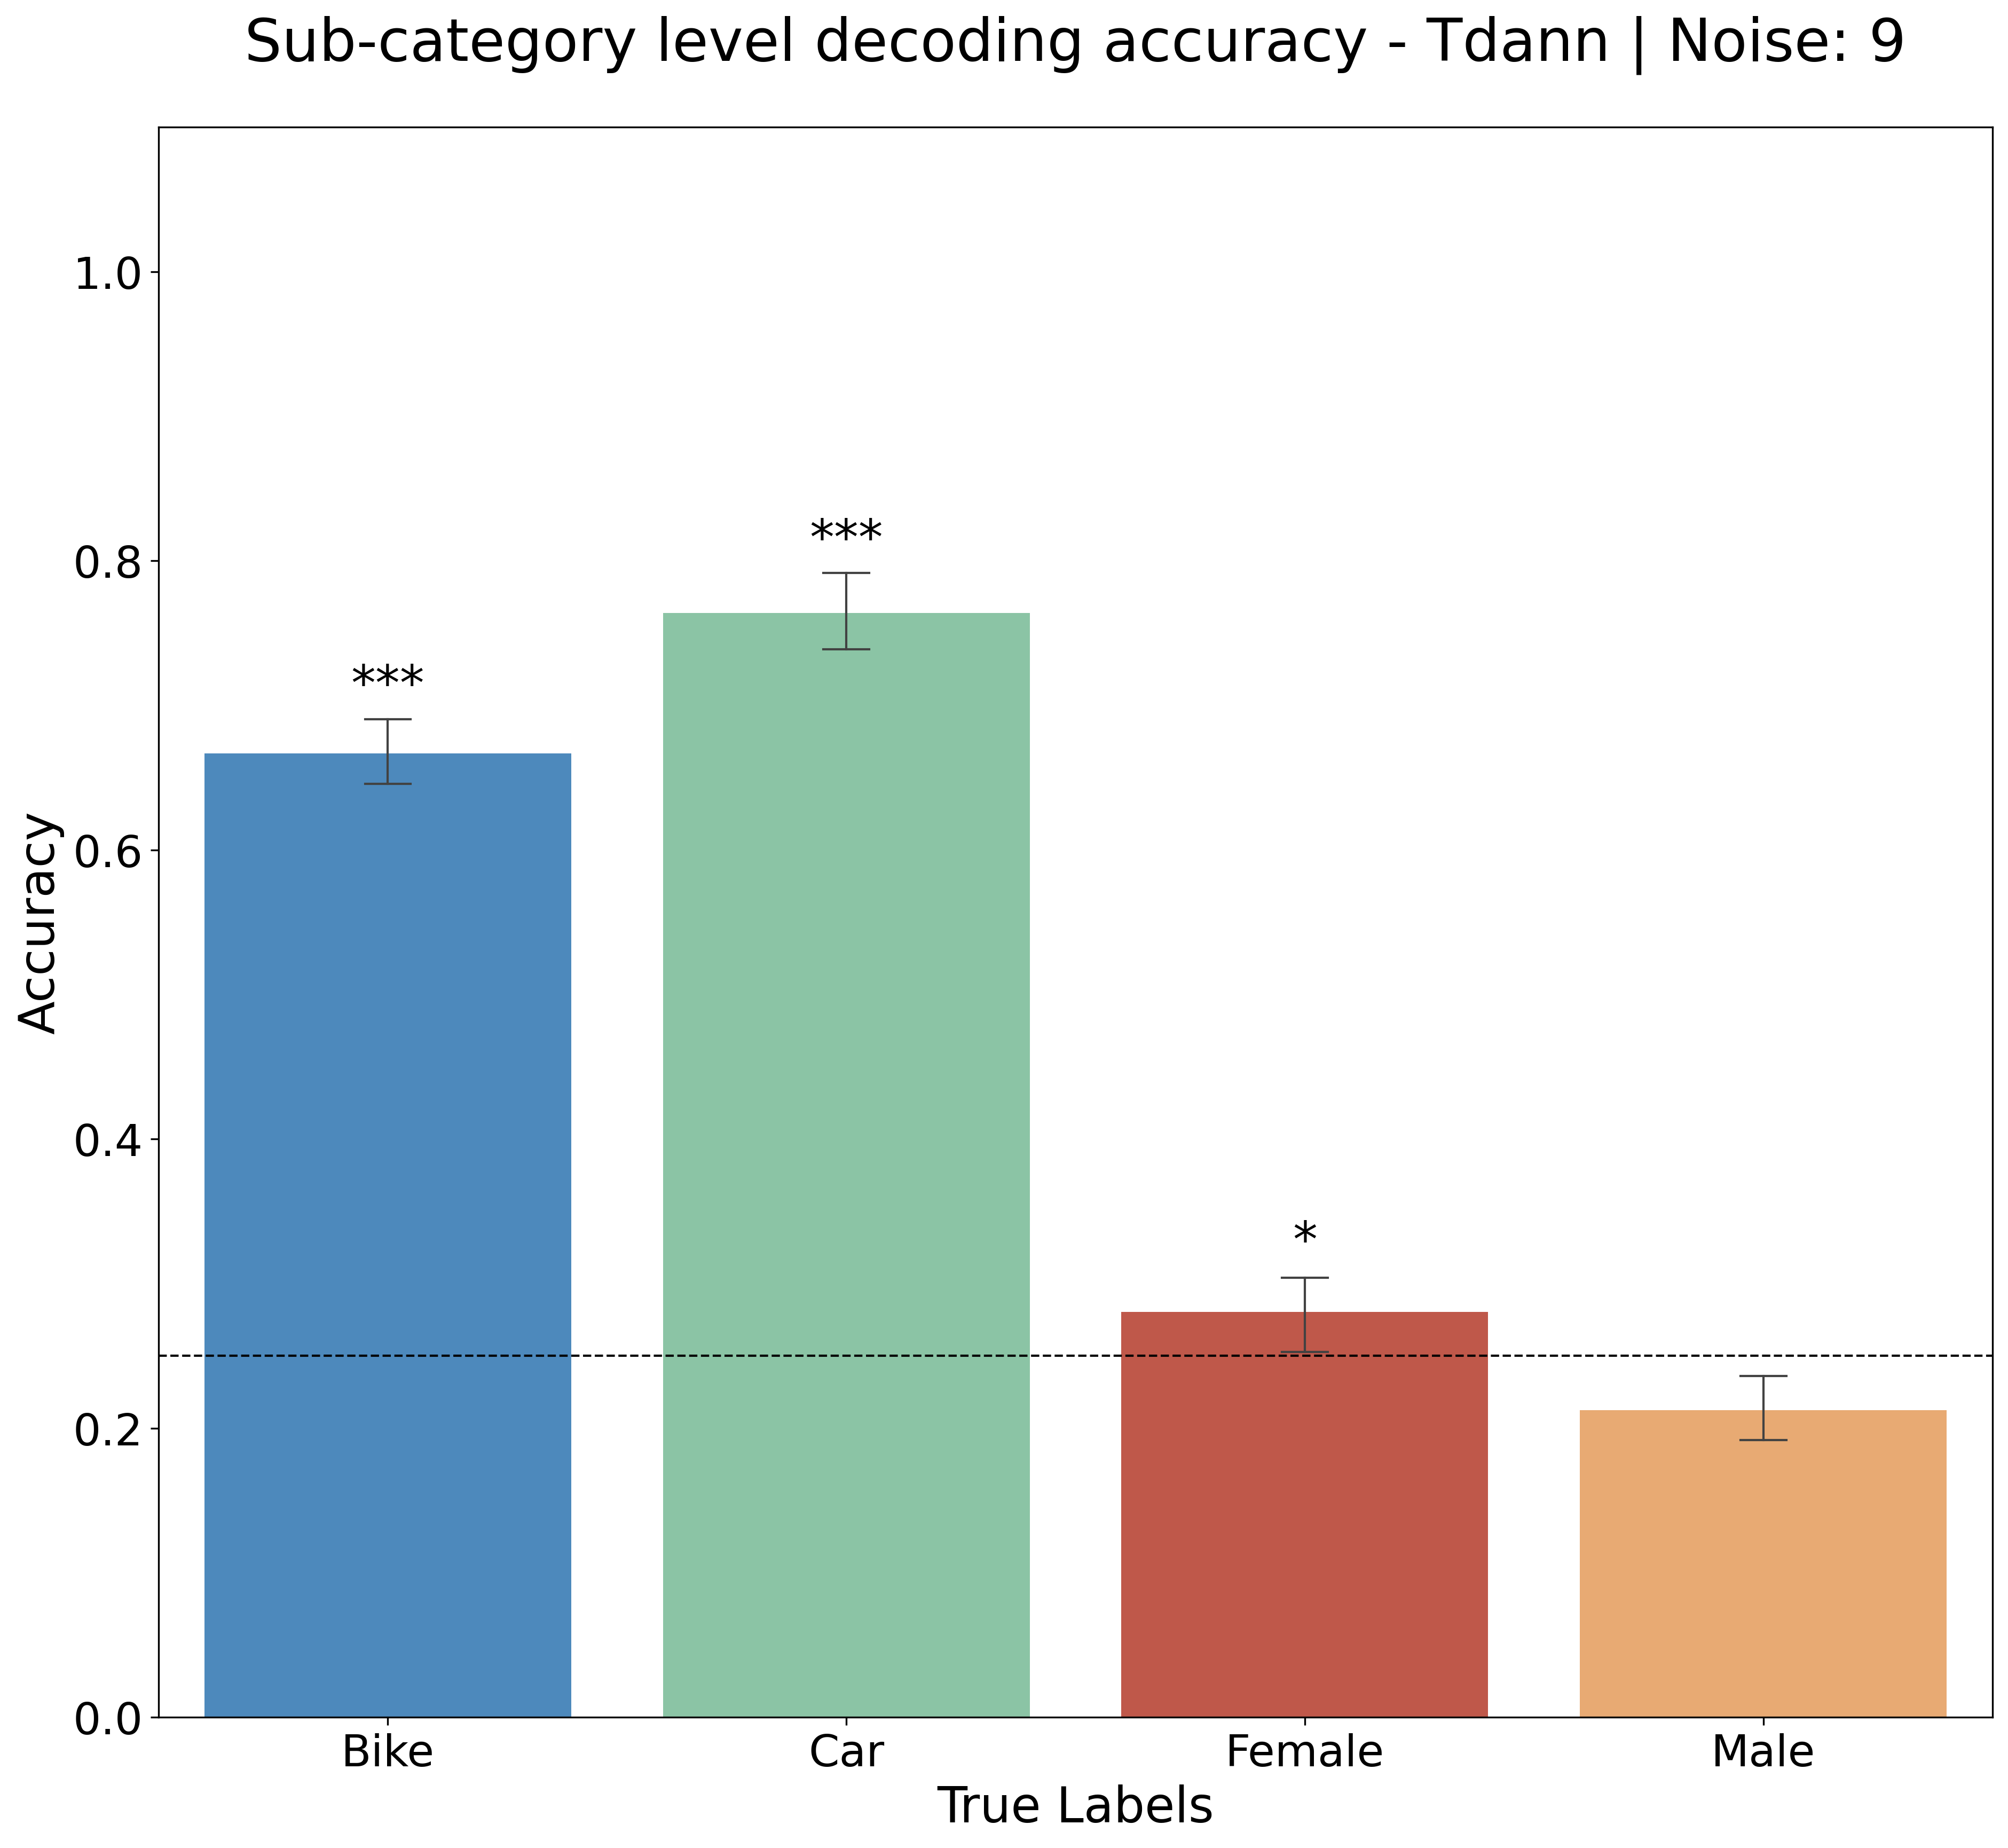 Sub-category level decoding accuracy - Tdann | Noise: 9
1.0
0.8
0.6
0.4
0.2
0.0
Accuracy
***
***
*
Bike
Car
Female
Male
True Labels